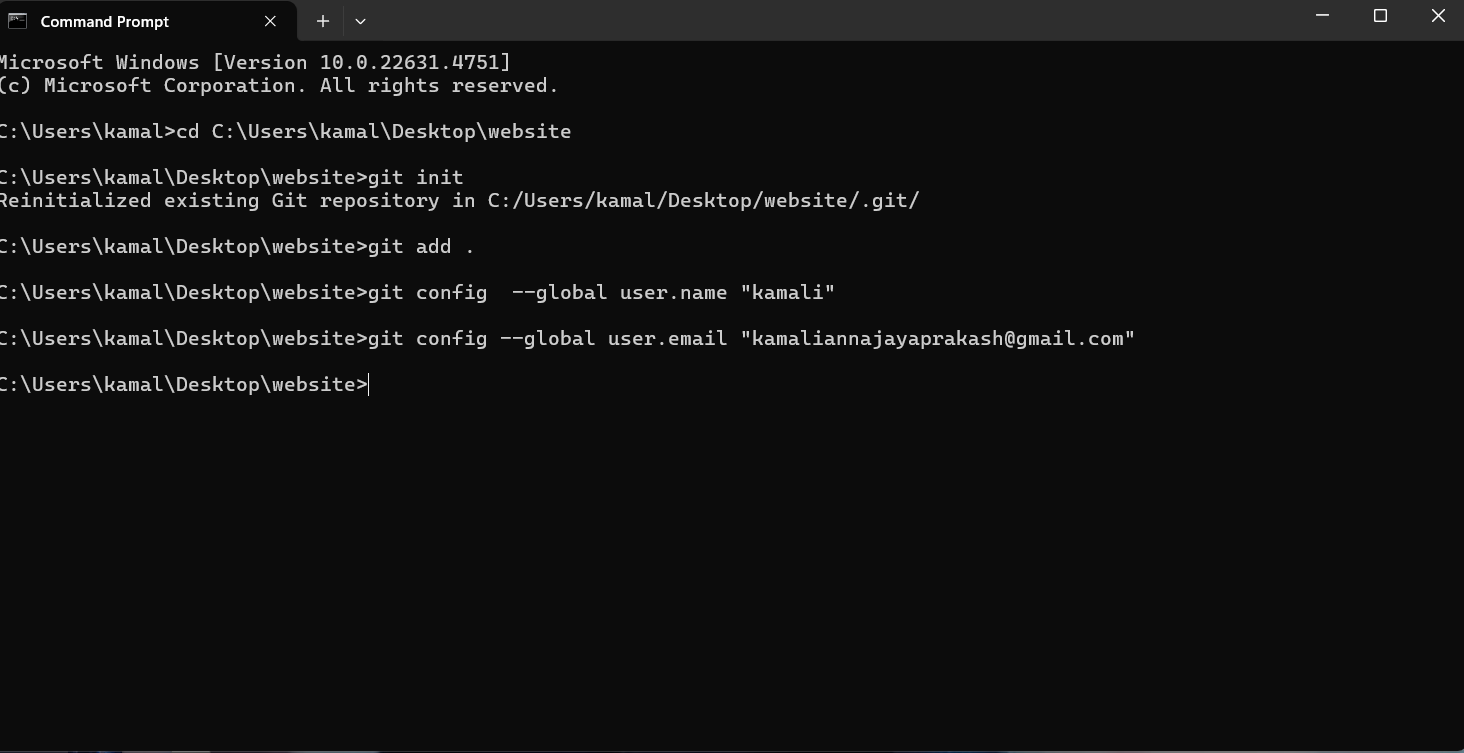 Command Prompt
Microsoft Windows [Version 10.0.22631.4751]
(c) Microsoft Corporation. All rights reserved.
C:\Users\kamal>cd C:\Users\kamal\Desktop\website
C:\Users\kamal\Desktop\website>git init
Reinitialized existing Git repository in C:/Users/kamal/Desktop/website/.git/
C:\Users\kamal\Desktop\website>git add .
C:\Users\kamal\Desktop\website>git config  --global user.name "kamali"
C:\Users\kamal\Desktop\website>git config --global user.email "kamaliannajayaprakash@gmail.com"
C:\Users\kamal\Desktop\website>